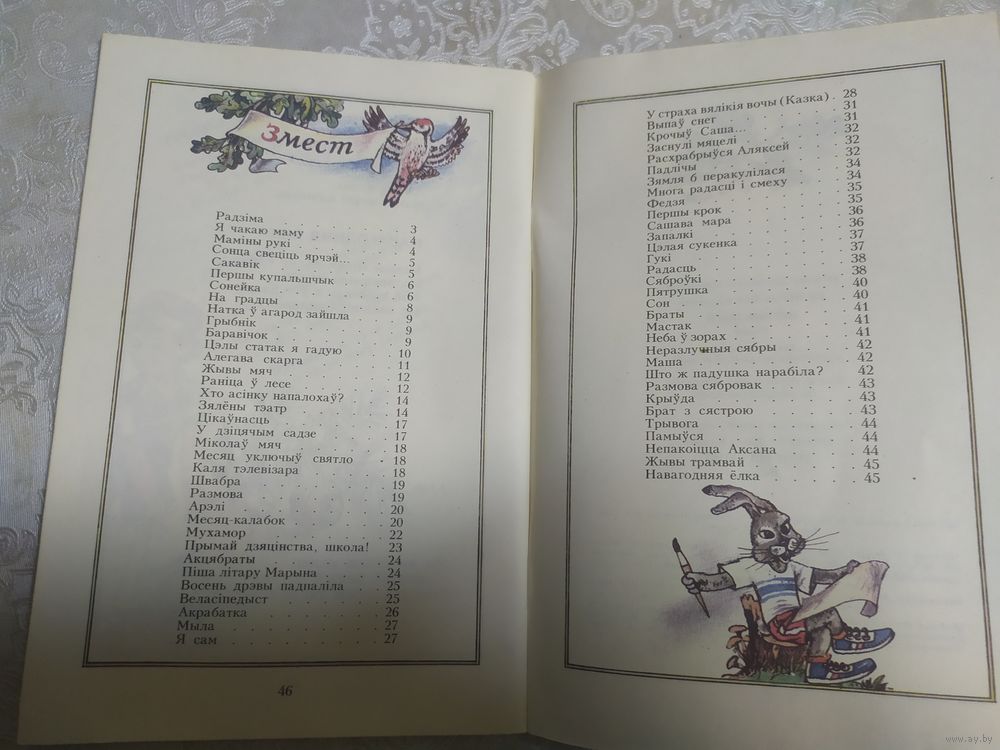 Змест
Радзіма . . . . . . . . 3
Я чакаю маму . . . . . . 4
Маміны рукі . . . . . . 4
Сонца свеціць ярчэй... . . . 5
Сакавік . . . . . . . . 5
Першы купальшчык . . . . 6
Сонейка . . . . . . . . 6
На градцы . . . . . . . 8
Натка ў агарод зайшла . . . 9
Грыбнік . . . . . . . . 9
Баравічок . . . . . . . 9
Цэлы статак я гадую . . . . 10
Алегава скарга . . . . . . 11
Жывы мяч . . . . . . . 12
Раніца ў лесе . . . . . . 12
Хто асінку напалохаў? . . . . 14
Зялёны тэатр . . . . . . 14
Цікаўнасць . . . . . . . 17
У дзіцячым садзе . . . . . 17
Міколаў мяч . . . . . . 18
Месяц уключыў святло . . . 18
Каля тэлевізара . . . . . 18
Швабра . . . . . . . . 19
Размова . . . . . . . . 19
Арэлі . . . . . . . . . 20
Месяц-калабок . . . . . . 20
Мухамор . . . . . . . . 22
Прымай дзяцінства, школа! . 23
Акцябраты . . . . . . . 24
Піша літару Марына . . . . 24
Восень дрэвы падпаліла . . . 25
Веласіпедыст . . . . . . 25
Акрабатка . . . . . . . 26
Мыла . . . . . . . . . 27
Я сам . . . . . . . . . 27
46
У страха вялікія вочы (Казка) . 28
Выпаў снег . . . . . . . 31
Крочыў Саша... . . . . . . 31
Заснулі мяцелі . . . . . . 32
Расхрабрыўся Аляксей . . . 32
Падлічы . . . . . . . . 32
Зямля б перакулілася . . . . 34
Многа радасці і смеху . . . 34
Федзя . . . . . . . . . 35
Першы крок . . . . . . . 35
Сашава мара . . . . . . 36
Запалкі . . . . . . . . 36
Цэлая сукенка . . . . . . 37
Гукі . . . . . . . . . 37
Радасць . . . . . . . . 38
Сяброўкі . . . . . . . . 38
Пятрушка . . . . . . . 40
Сон . . . . . . . . . 40
Браты . . . . . . . . . 41
Мастак . . . . . . . . 41
Неба ў зорах . . . . . . 41
Неразлучныя сябры . . . . 42
Маша . . . . . . . . . 42
Што ж падушка нарабіла? . . 42
Размова сябровак . . . . . 43
Крыўда . . . . . . . . 43
Брат з сястрою . . . . . . 43
Трывога . . . . . . . . 44
Памыўся . . . . . . . . 44
Непакоіцца Аксана . . . . 44
Жывы трамвай . . . . . . 45
Навагодняя ёлка . . . . . 45
www.ay.by